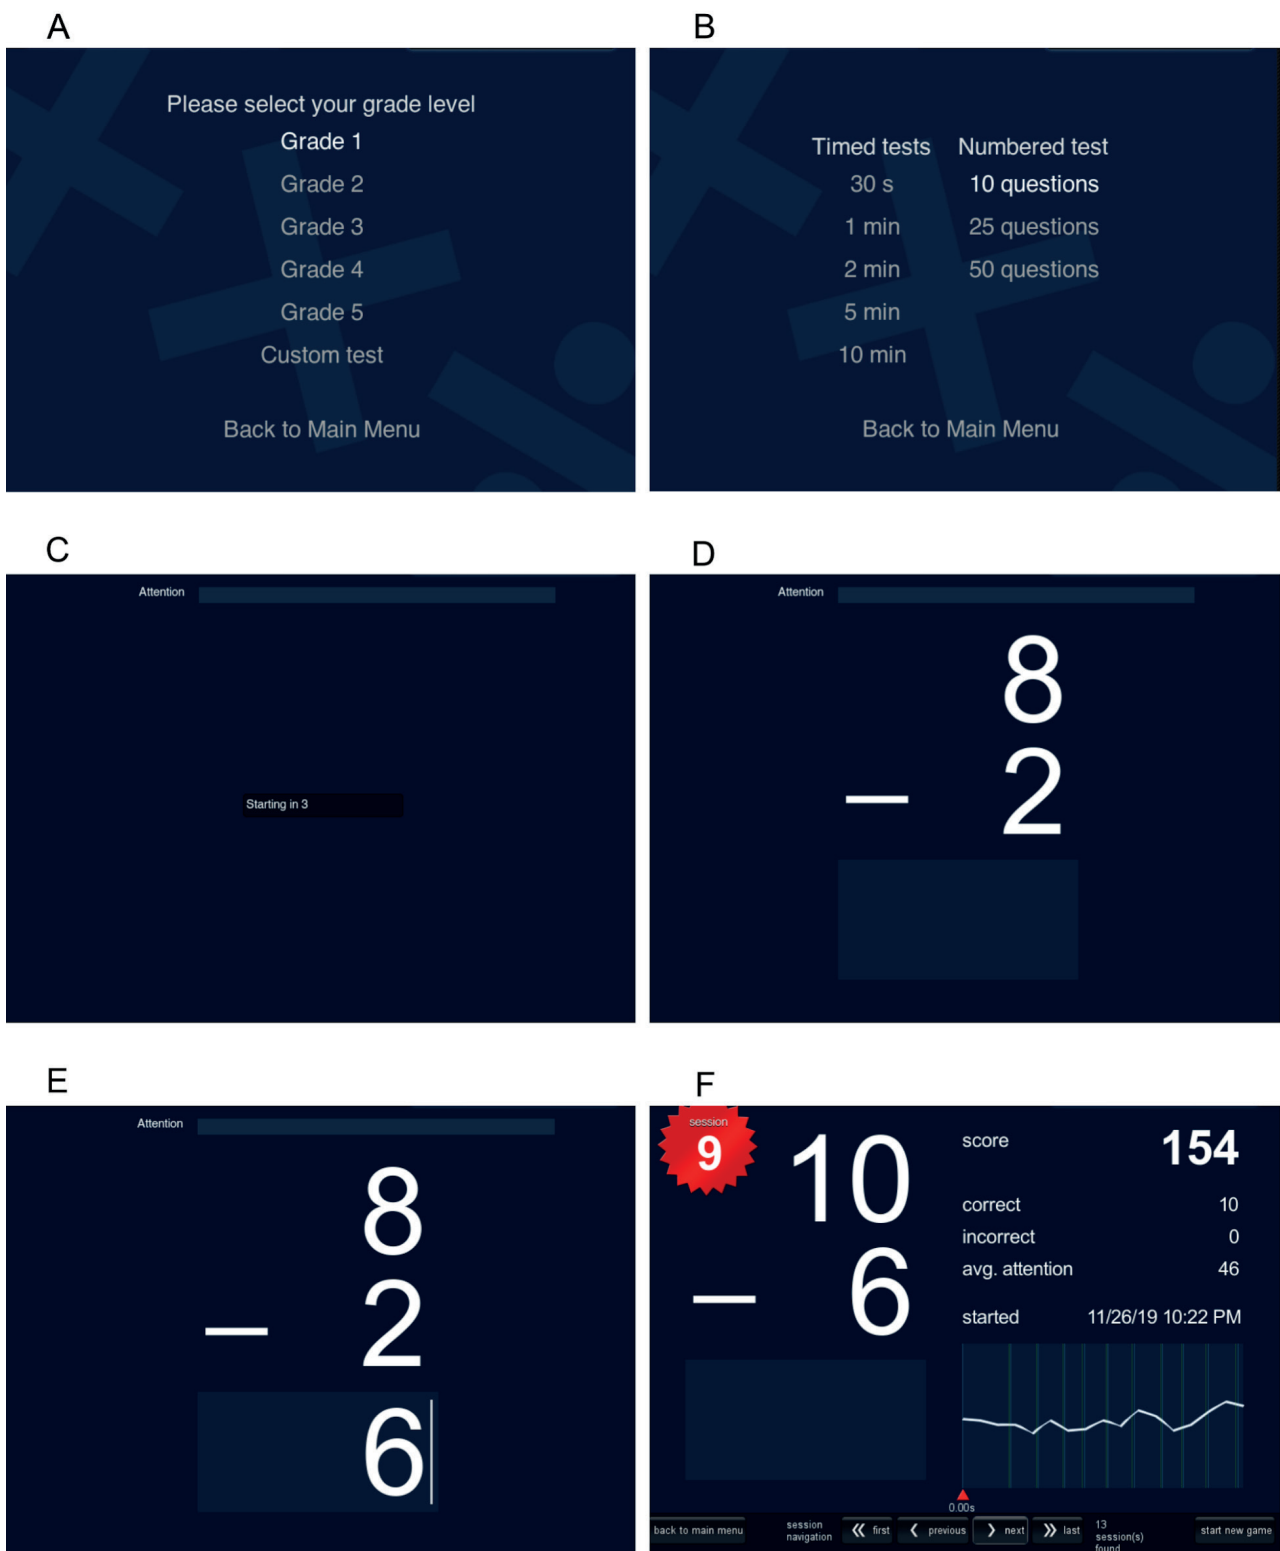 A
Please select your grade level
Grade 1
Grade 2
Grade 3
Grade 4
Grade 5
Custom test
Back to Main Menu
B
Timed tests Numbered test
30 s 10 questions
1 min 25 questions
2 min 50 questions
5 min
10 min
Back to Main Menu
C
Attention
Starting in 3
D
Attention
8
– 2
E
Attention
8
– 2
6
F
session
9
10
– 6
score 154
correct 10
incorrect 0
avg. attention 46
started 11/26/19 10:22 PM
0.00s
back to main menu
session
navigation
first
previous
next
last
13
session(s)
found
start new game